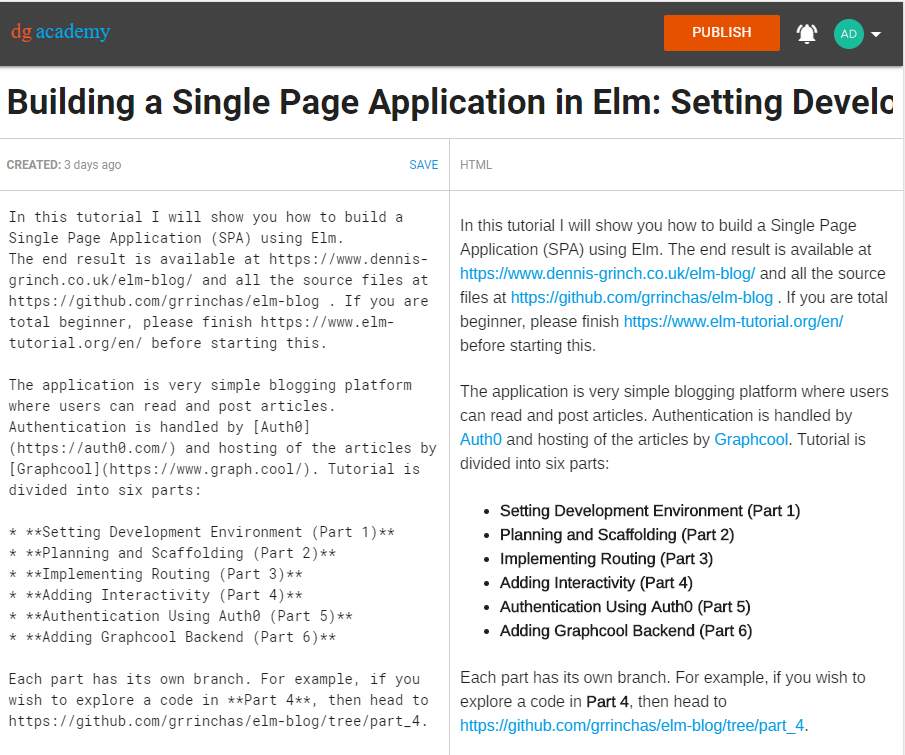 dg academy
PUBLISH
AD
Building a Single Page Application in Elm: Setting Develo
CREATED: 3 days ago
SAVE
HTML
In this tutorial I will show you how to build a
Single Page Application (SPA) using Elm.
The end result is available at https://www.dennis-
grinch.co.uk/elm-blog/ and all the source files at
https://github.com/grrinchas/elm-blog . If you are
total beginner, please finish https://www.elm-
tutorial.org/en/ before starting this.
The application is very simple blogging platform
where users can read and post articles.
Authentication is handled by [Auth0]
(https://auth0.com/) and hosting of the articles by
[Graphcool](https://www.graph.cool/). Tutorial is
divided into six parts:
* **Setting Development Environment (Part 1)**
* **Planning and Scaffolding (Part 2)**
* **Implementing Routing (Part 3)**
* **Adding Interactivity (Part 4)**
* **Authentication Using Auth0 (Part 5)**
* **Adding Graphcool Backend (Part 6)**
Each part has its own branch. For example, if you
wish to explore a code in **Part 4**, then head to
https://github.com/grrinchas/elm-blog/tree/part_4.
In this tutorial I will show you how to build a Single Page
Application (SPA) using Elm. The end result is available at
https://www.dennis-grinch.co.uk/elm-blog/ and all the source
files at https://github.com/grrinchas/elm-blog . If you are total
beginner, please finish https://www.elm-tutorial.org/en/
before starting this.
The application is very simple blogging platform where users
can read and post articles. Authentication is handled by
Auth0 and hosting of the articles by Graphcool. Tutorial is
divided into six parts:
• Setting Development Environment (Part 1)
• Planning and Scaffolding (Part 2)
• Implementing Routing (Part 3)
• Adding Interactivity (Part 4)
• Authentication Using Auth0 (Part 5)
• Adding Graphcool Backend (Part 6)
Each part has its own branch. For example, if you wish to
explore a code in Part 4, then head to
https://github.com/grrinchas/elm-blog/tree/part_4.